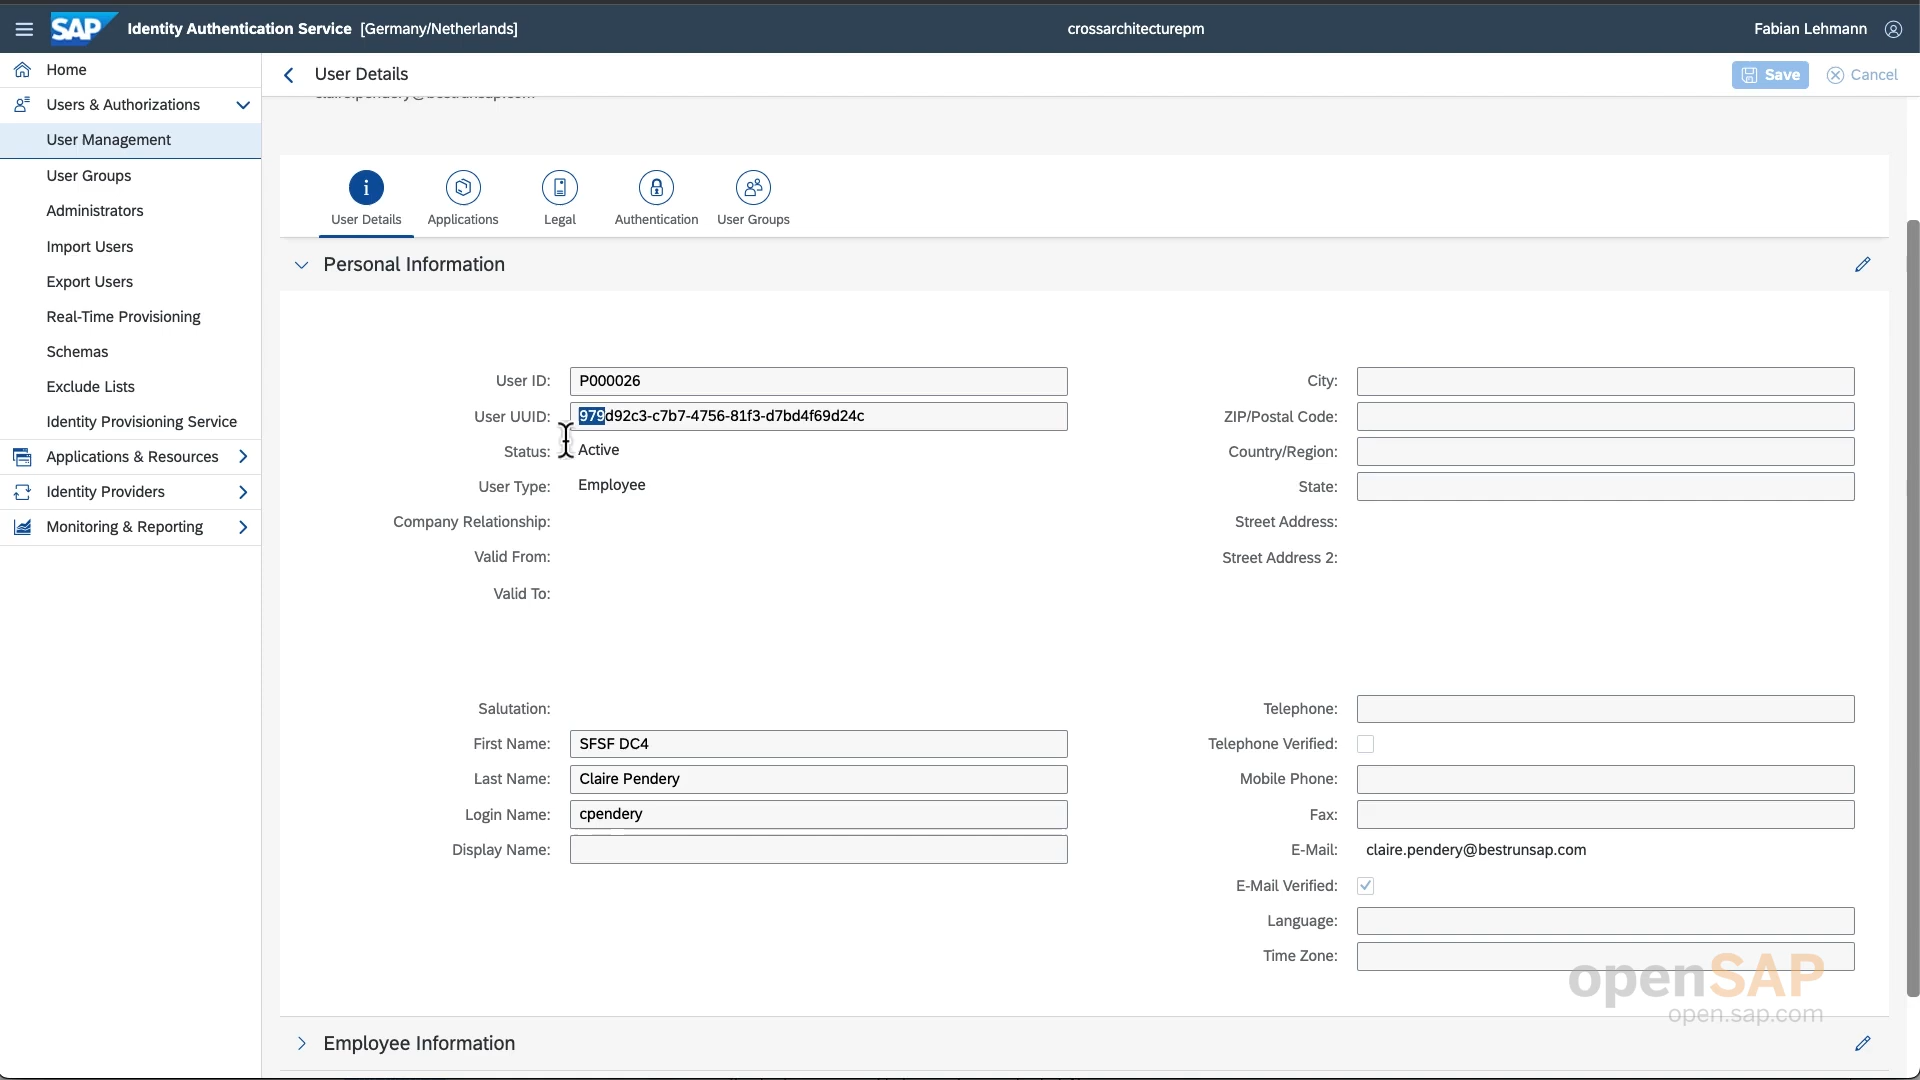 SAP Identity Authentication Service [Germany/Netherlands] crossarchitecturepm Fabian Lehmann
Home
Users & Authorizations
User Management
User Groups
Administrators
Import Users
Export Users
Real-Time Provisioning
Schemas
Exclude Lists
Identity Provisioning Service
Applications & Resources
Identity Providers
Monitoring & Reporting
User Details Save Cancel
User Details Applications Legal Authentication User Groups
Personal Information
User ID: P000026
User UUID: 979d92c3-c7b7-4756-81f3-d7bd4f69d24c
Status: Active
User Type: Employee
Company Relationship:
Valid From:
Valid To:
City:
ZIP/Postal Code:
Country/Region:
State:
Street Address:
Street Address 2:
Salutation:
First Name: SFSF DC4
Last Name: Claire Pendery
Login Name: cpendery
Display Name:
Telephone:
Telephone Verified:
Mobile Phone:
Fax:
E-Mail: claire.pendery@bestrunsap.com
E-Mail Verified:
Language:
Time Zone:
openSAP
open.sap.com
Employee Information